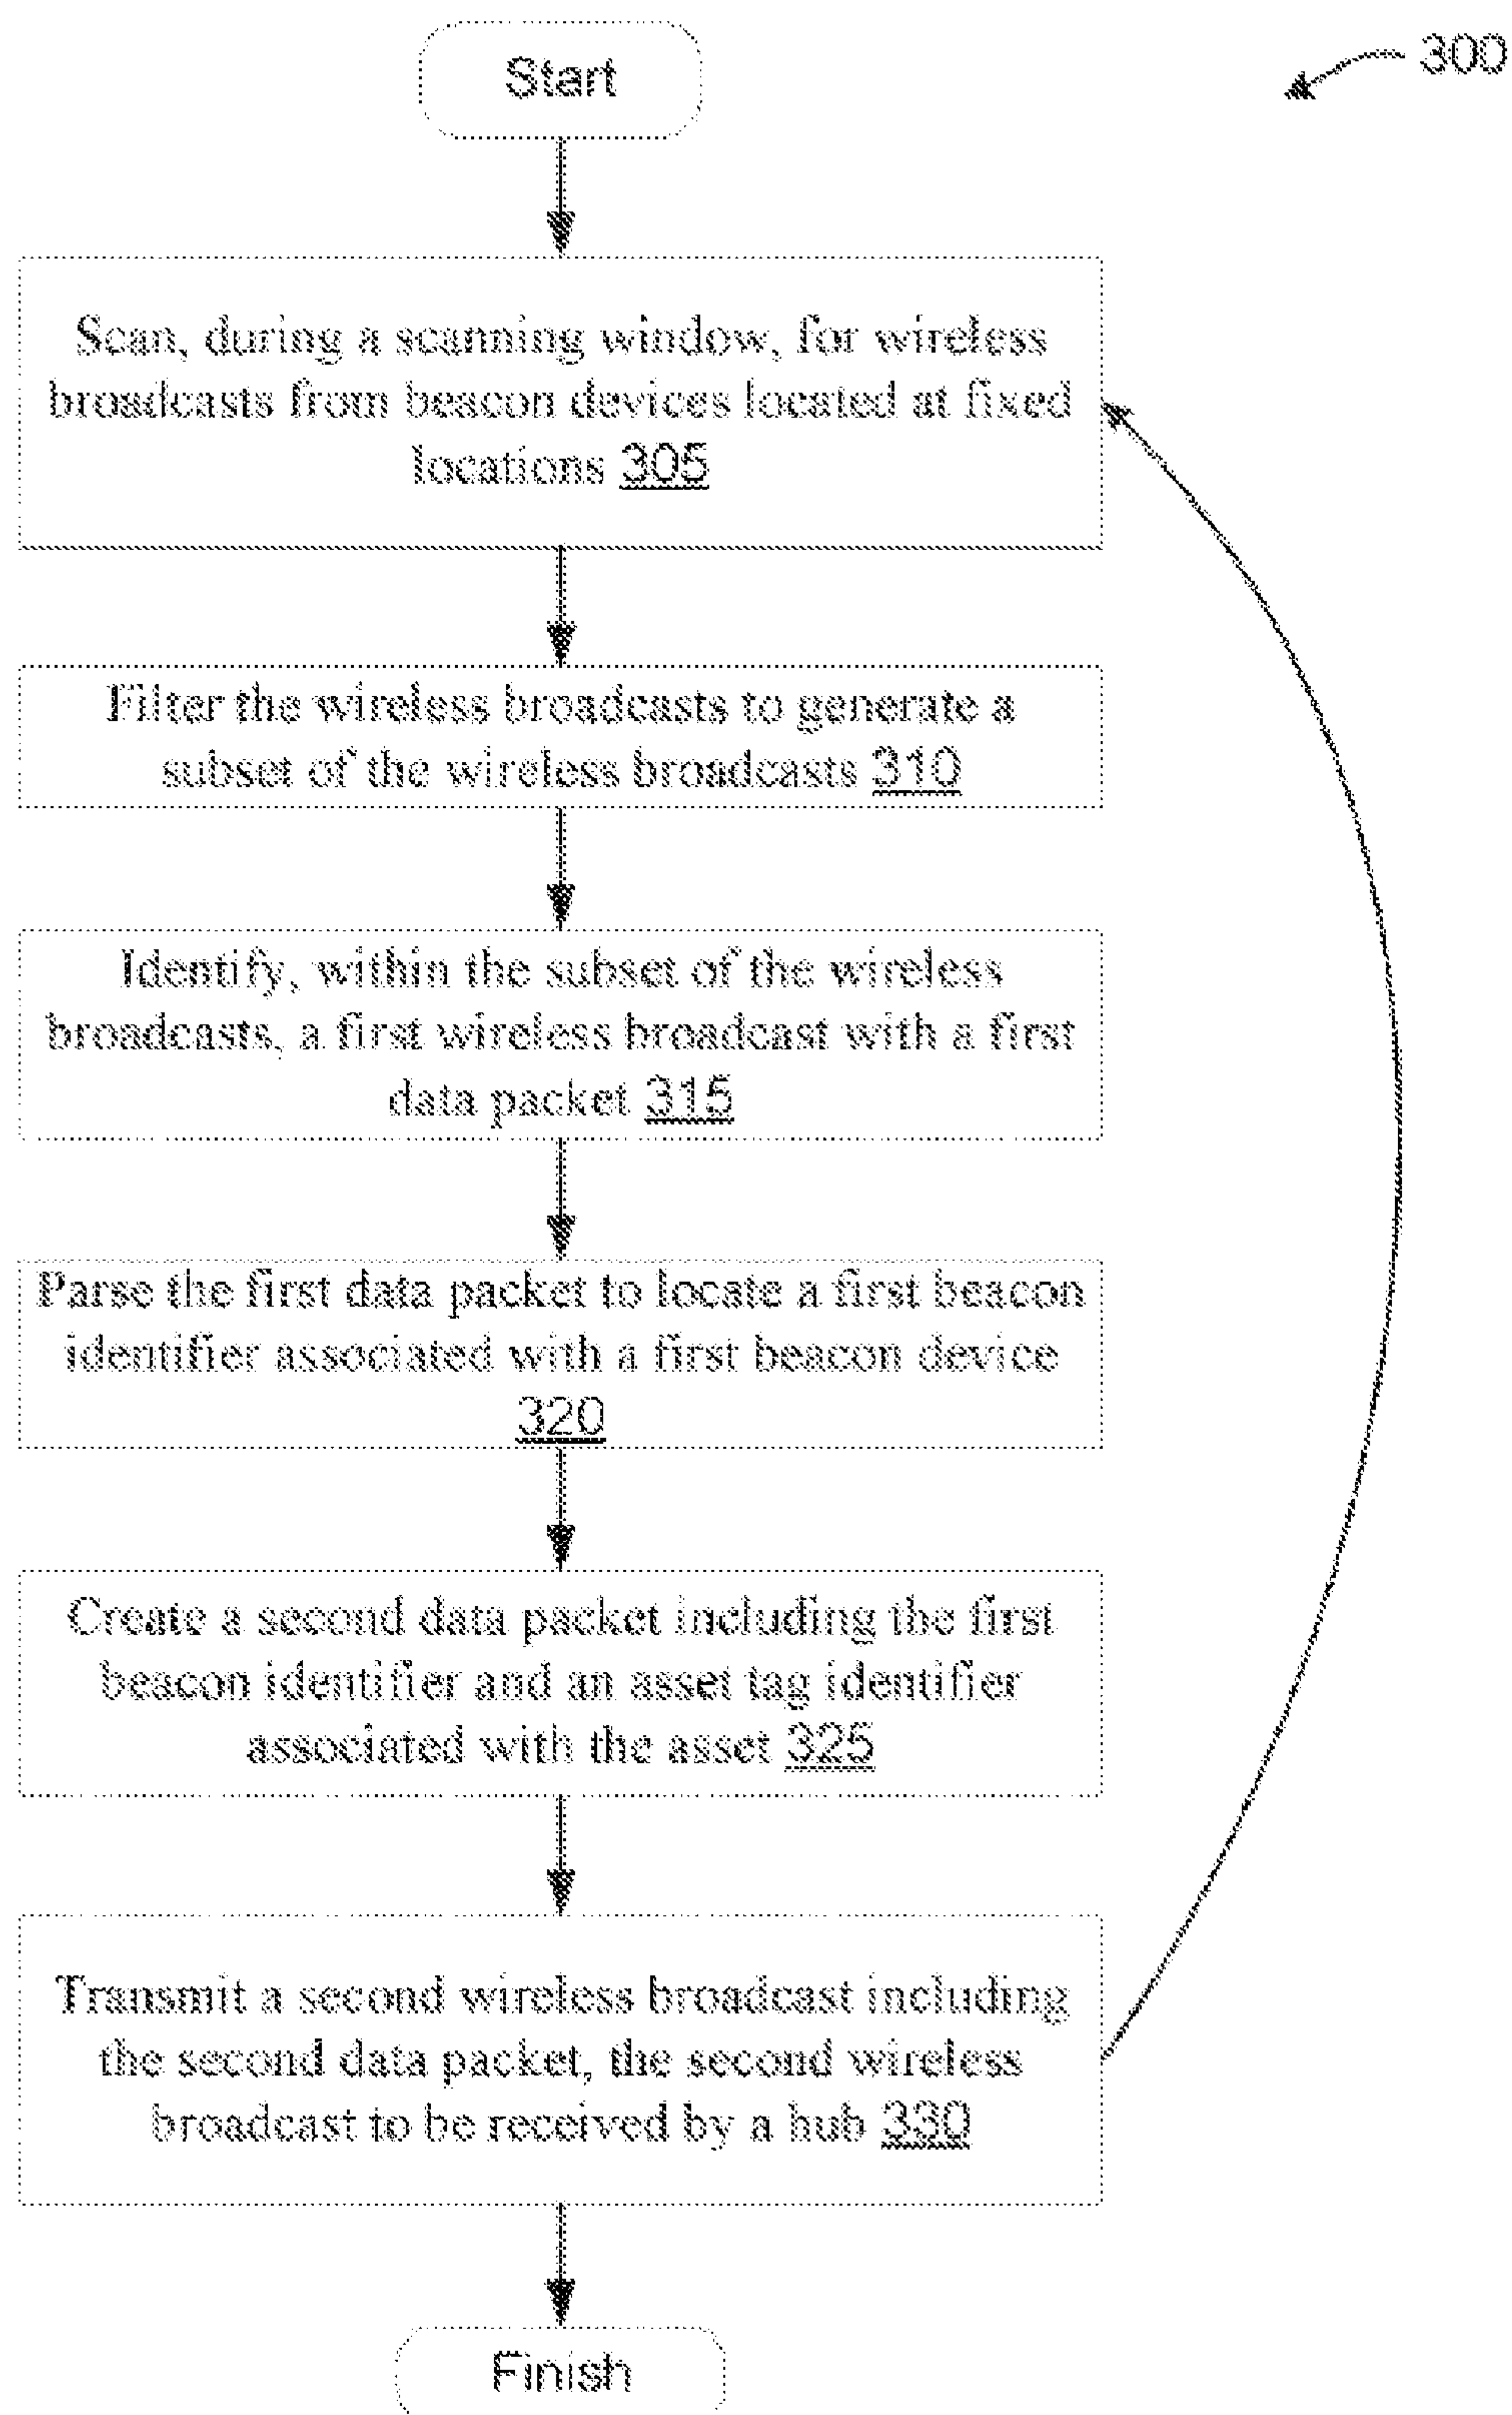 Start
300
Scan, during a scanning window, for wireless
broadcasts from beacon devices located at fixed
locations 305
Filter the wireless broadcasts to generate a
subset of the wireless broadcasts 310
Identify, within the subset of the wireless
broadcasts, a first wireless broadcast with a first
data packet 315
Parse the first data packet to locate a first beacon
identifier associated with a first beacon device
320
Create a second data packet including the first
beacon identifier and an asset tag identifier
associated with the asset 325
Transmit a second wireless broadcast including
the second data packet, the second wireless
broadcast to be received by a hub 330
Finish